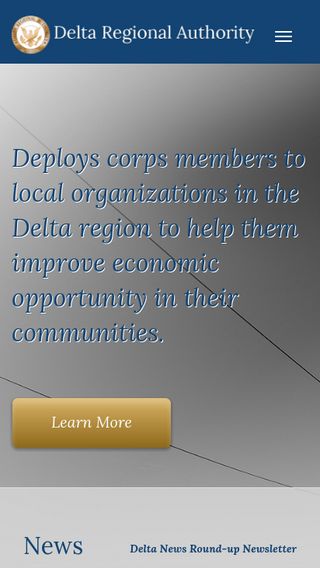 Delta Regional Authority
Deploys corps members to
local organizations in the
Delta region to help them
improve economic
opportunity in their
communities.
Learn More
News
Delta News Round-up Newsletter